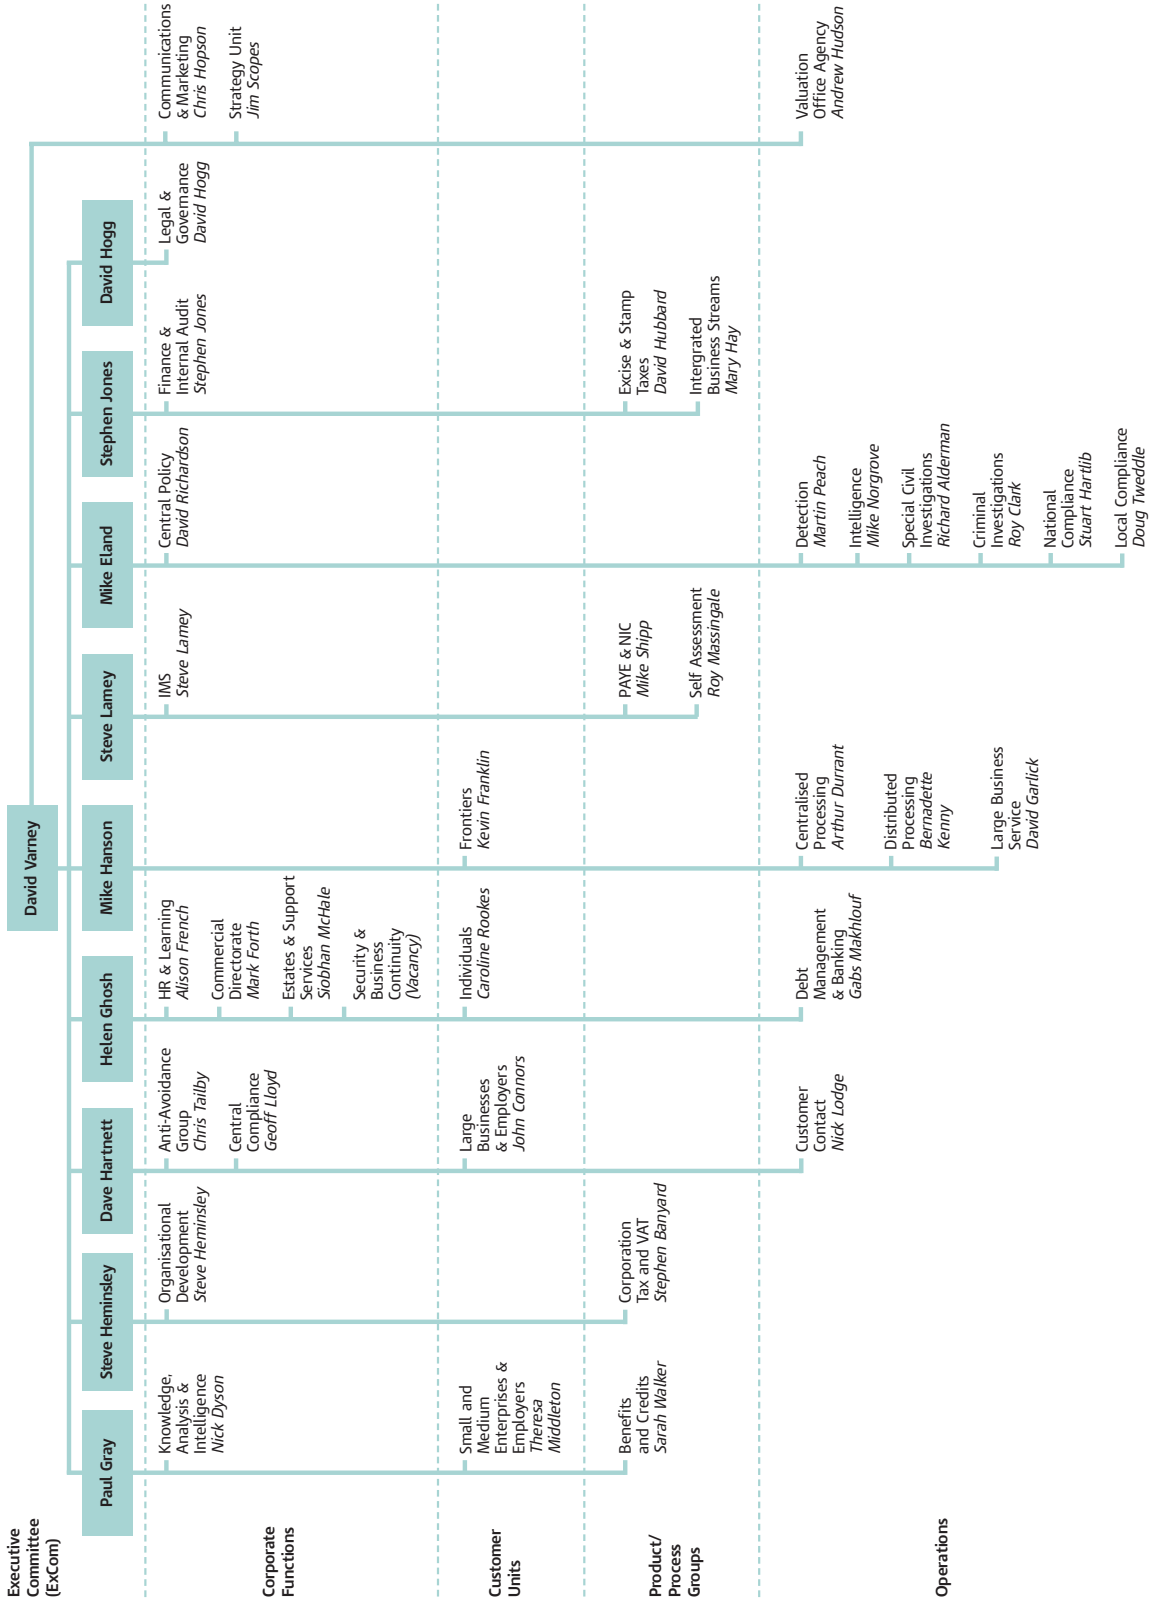 Executive
Committee
(ExCom)
David Varney
Paul Gray
Steve Heminsley
Dave Hartnett
Helen Ghosh
Mike Hanson
Steve Lamey
Mike Eland
Stephen Jones
David Hogg
Corporate
Functions
Knowledge,
Analysis &
Intelligence
Nick Dyson
Organisational
Development
Steve Heminsley
Anti-Avoidance
Group
Chris Tailby
Central
Compliance
Geoff Lloyd
HR & Learning
Alison French
Commercial
Directorate
Mark Forth
Estates & Support
Services
Siobhan McHale
Security &
Business
Continuity
(Vacancy)
IMS
Steve Lamey
Central Policy
David Richardson
Finance &
Internal Audit
Stephen Jones
Legal &
Governance
David Hogg
Communications
& Marketing
Chris Hopson
Strategy Unit
Jim Scopes
Customer
Units
Small and
Medium
Enterprises &
Employers
Theresa
Middleton
Large
Businesses
& Employers
John Connors
Individuals
Caroline Rookes
Frontiers
Kevin Franklin
Product/
Process
Groups
Benefits
and Credits
Sarah Walker
Corporation
Tax and VAT
Stephen Banyard
PAYE & NIC
Mike Shipp
Self Assessment
Roy Massingale
Excise & Stamp
Taxes
David Hubbard
Intergrated
Business Streams
Mary Hay
Operations
Customer
Contact
Nick Lodge
Debt
Management
& Banking
Gabs Makhlouf
Centralised
Processing
Arthur Durrant
Distributed
Processing
Bernadette
Kenny
Large Business
Service
David Garlick
Detection
Martin Peach
Intelligence
Mike Norgrove
Special Civil
Investigations
Richard Alderman
Criminal
Investigations
Roy Clark
National
Compliance
Stuart Hartlib
Local Compliance
Doug Tweddle
Valuation
Office Agency
Andrew Hudson